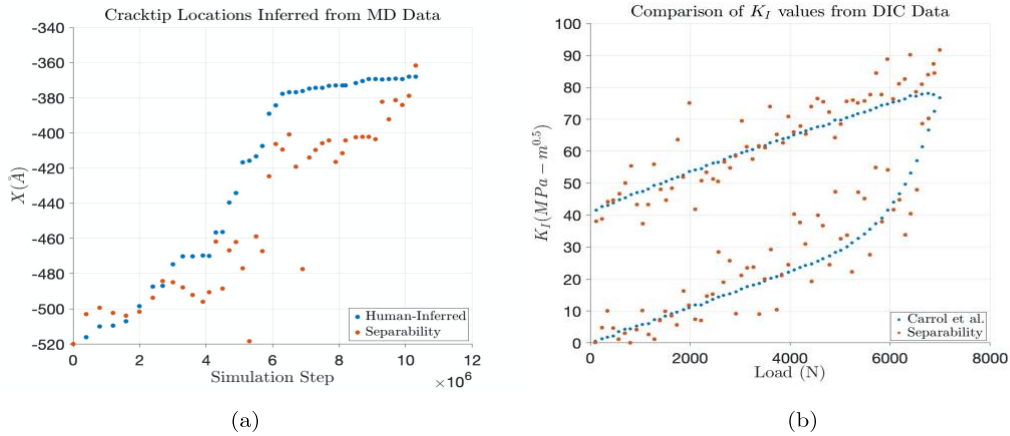 Cracktip Locations Inferred from MD Data
-340
-360
-380
-400
-420
-440
-460
-480
-500
-520
X(Å)
0
2
4
6
8
10
12
Simulation Step
×10⁶
Human-Inferred
Separability
(a)
Comparison of K_I values from DIC Data
100
90
80
70
60
50
40
30
20
10
0
K_I(MPa − m^0.5)
0
2000
4000
6000
8000
Load (N)
Carrol et al.
Separability
(b)